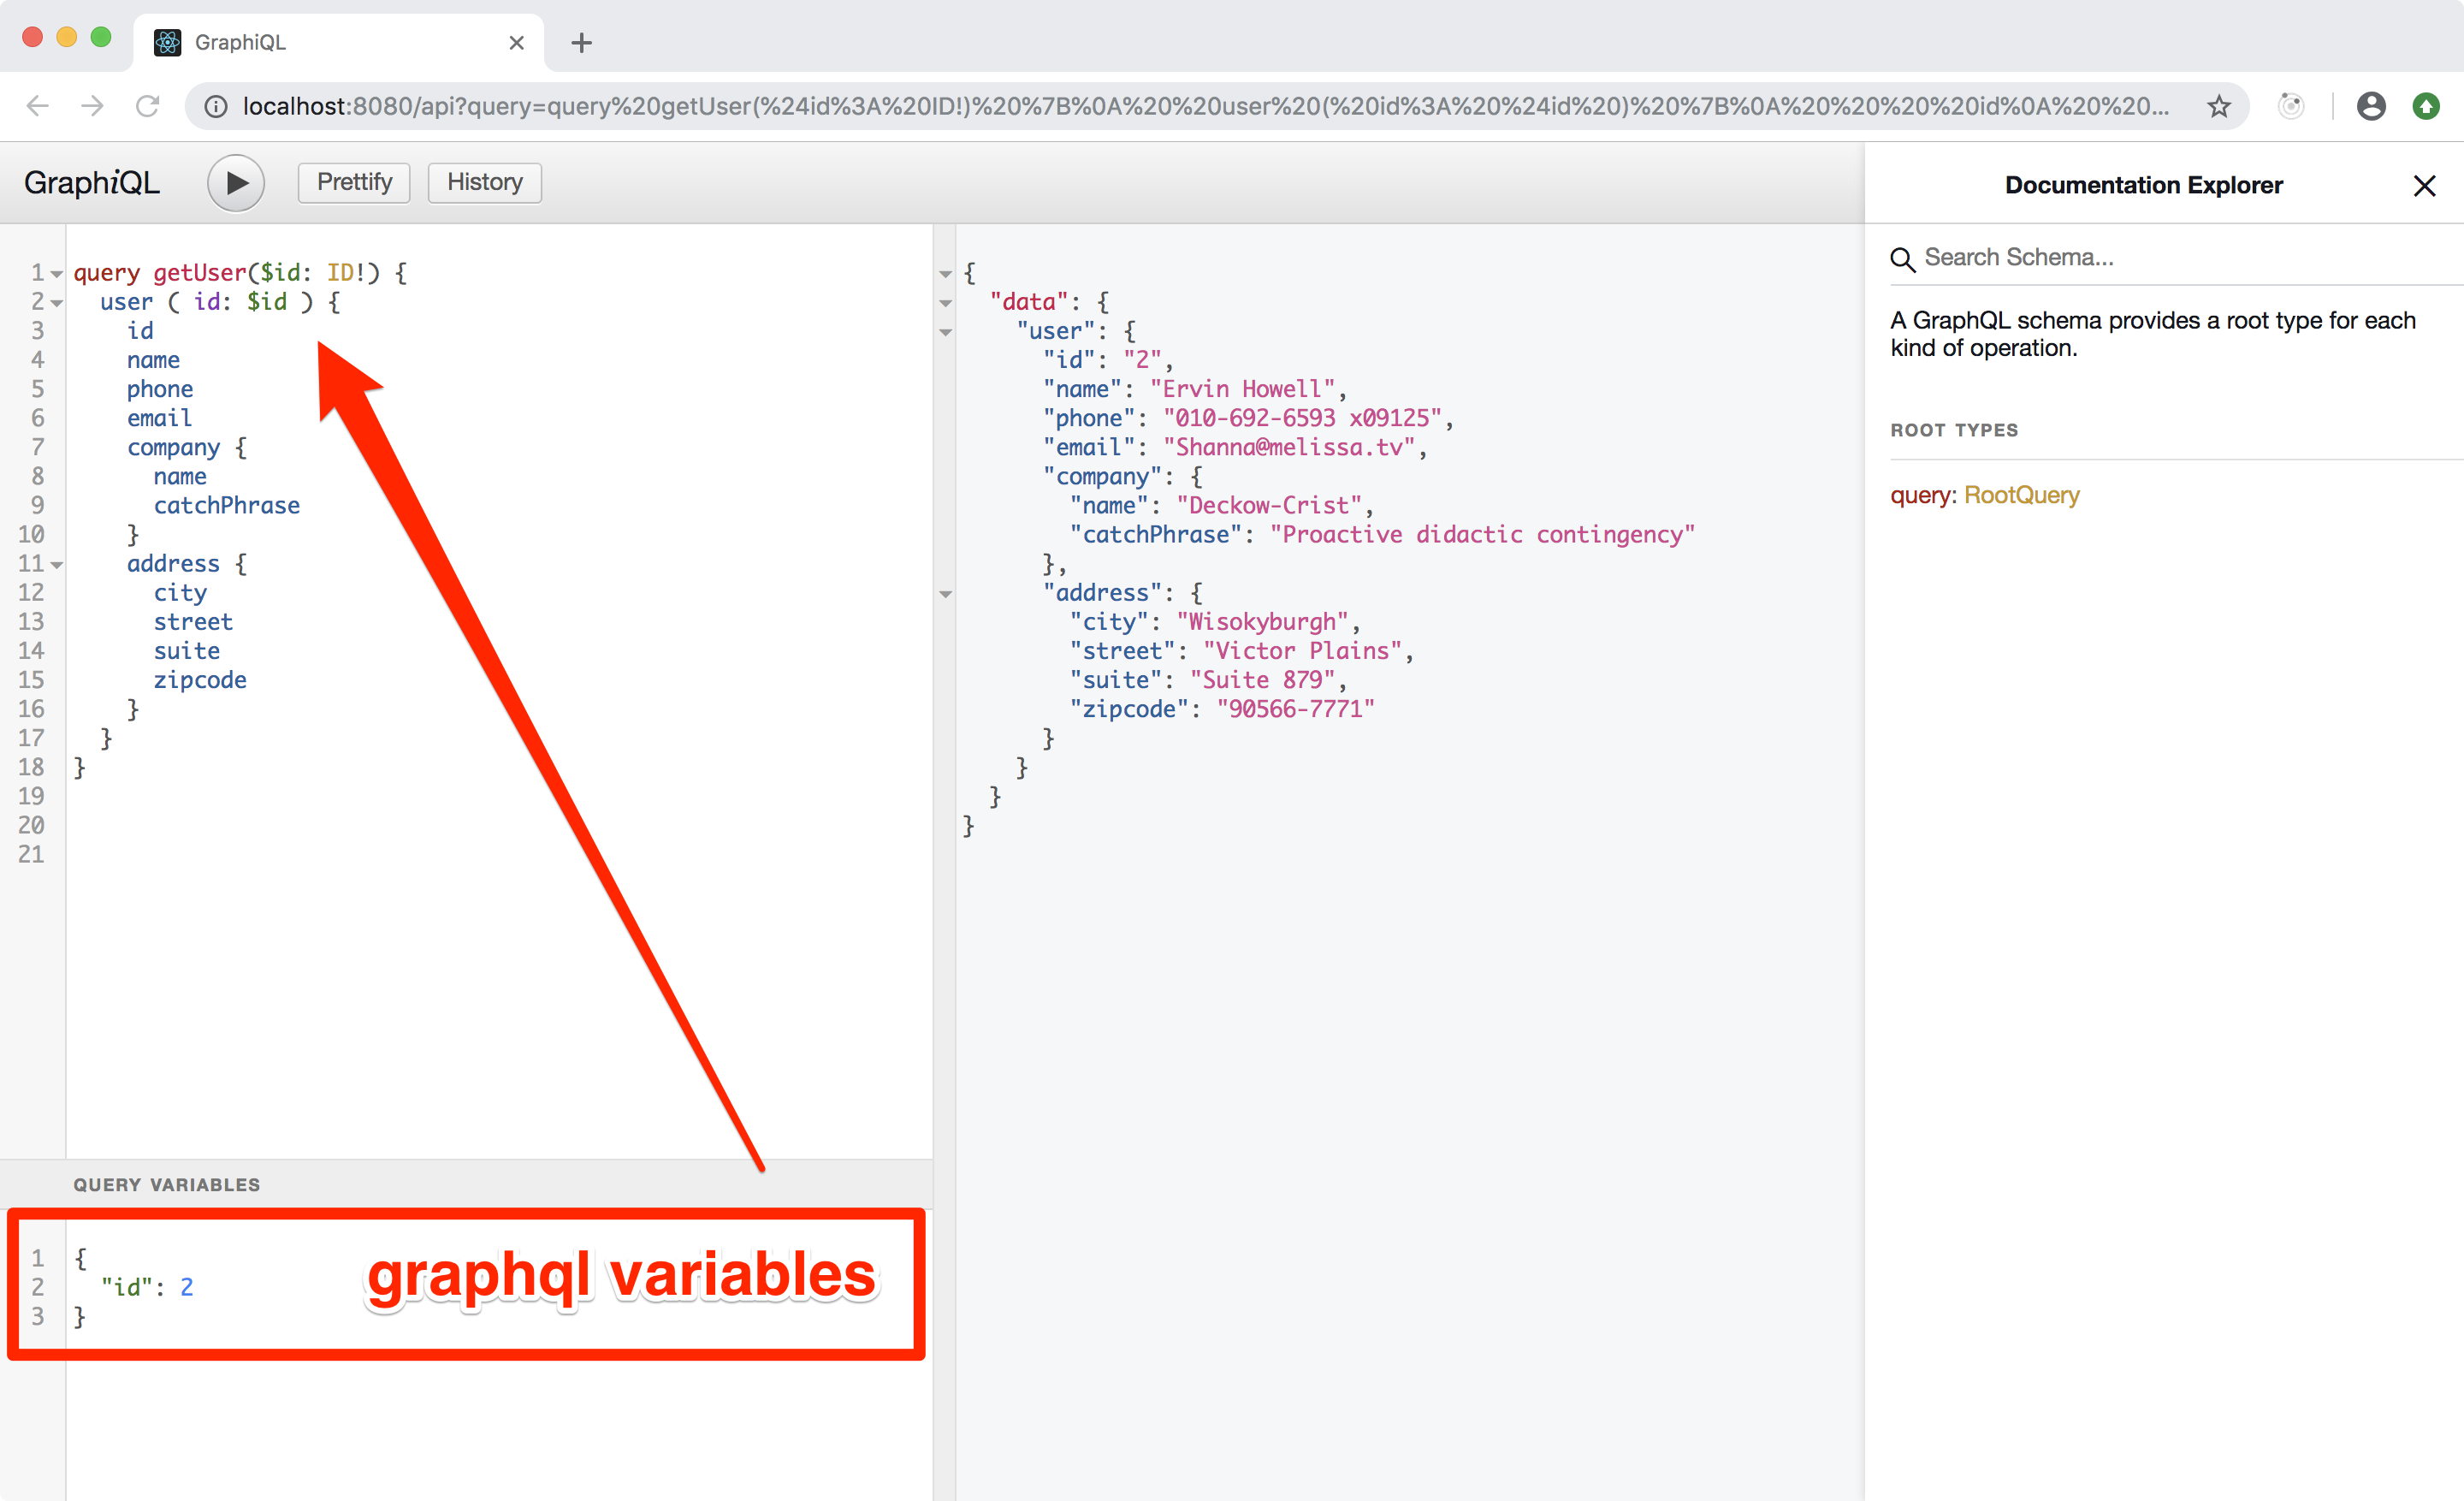 GraphiQL
localhost:8080/api?query=query%20getUser(%24id%3A%20ID!)%20%7B%0A%20%20user%20(%20id%3A%20%24id%20)%20%7B%0A%20%20%20%20id%0A%20%20...
GraphiQL
Prettify
History
Documentation Explorer
1 query getUser($id: ID!) {
2   user ( id: $id ) {
3     id
4     name
5     phone
6     email
7     company {
8       name
9       catchPhrase
10     }
11     address {
12       city
13       street
14       suite
15       zipcode
16     }
17   }
18 }
19
20
21
QUERY VARIABLES
1 {
2   "id": 2
3 }
graphql variables
{
  "data": {
    "user": {
      "id": "2",
      "name": "Ervin Howell",
      "phone": "010-692-6593 x09125",
      "email": "Shanna@melissa.tv",
      "company": {
        "name": "Deckow-Crist",
        "catchPhrase": "Proactive didactic contingency"
      },
      "address": {
        "city": "Wisokyburgh",
        "street": "Victor Plains",
        "suite": "Suite 879",
        "zipcode": "90566-7771"
      }
    }
  }
}
Search Schema...
A GraphQL schema provides a root type for each
kind of operation.
ROOT TYPES
query: RootQuery